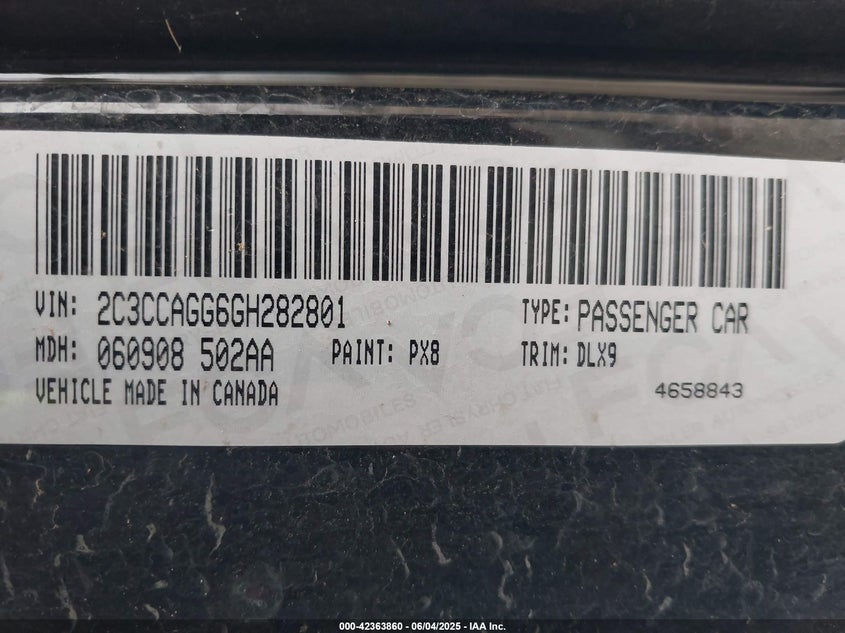 VIN: 2C3CCAGG6GH282801 TYPE: PASSENGER CAR
MDH: 060908 502AA PAINT: PX8 TRIM: DLX9
VEHICLE MADE IN CANADA 4658843
000-42363860 - 06/04/2025 - IAA Inc.